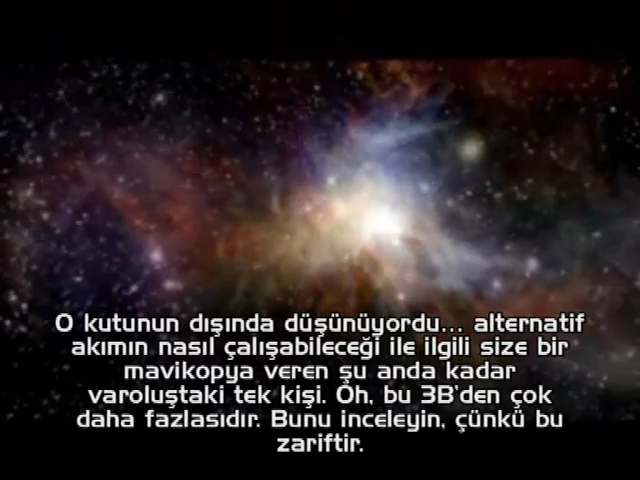 O kutunun dışında düşünüyordu... alternatif
akımın nasıl çalışabileceği ile ilgili size bir
mavikopya veren şu anda kadar
varoluştaki tek kişi. Oh, bu 3B'den çok
daha fazlasıdır. Bunu inceleyin, çünkü bu
zariftir.